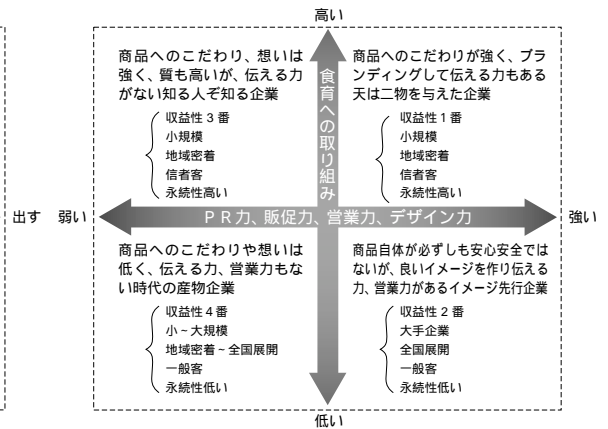 高い
商品へのこだわり、想いは
強く、質も高いが、伝える力
がない知る人ぞ知る企業
収益性3番
小規模
地域密着
信者客
永続性高い
商品へのこだわりが強く、ブラ
ンディングして伝える力もある
天は二物を与えた企業
収益性1番
小規模
地域密着
信者客
永続性高い
食育への取り組み
出す
弱い
PR力、販促力、営業力、デザイン力
強い
商品へのこだわりや想いは
低く、伝える力、営業力もな
い時代の産物企業
収益性4番
小~大規模
地域密着~全国展開
一般客
永続性低い
商品自体が必ずしも安心安全では
ないが、良いイメージを作り伝える
力、営業力があるイメージ先行企業
収益性2番
大手企業
全国展開
一般客
永続性低い
低い